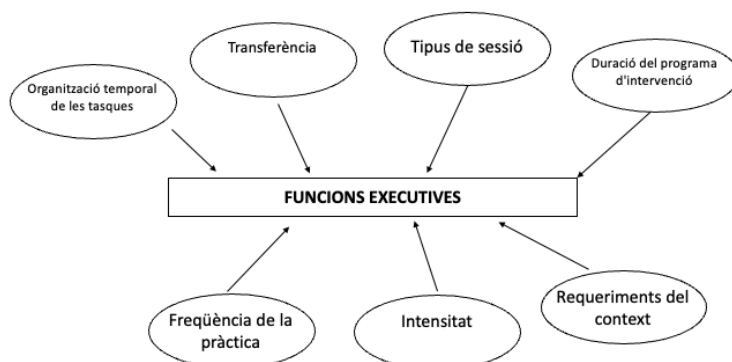 Transferència
Tipus de sessió
Duració del programa
d'intervenció
Organització temporal
de les tasques
FUNCIONS EXECUTIVES
Freqüència de la
pràctica
Intensitat
Requeriments del
context